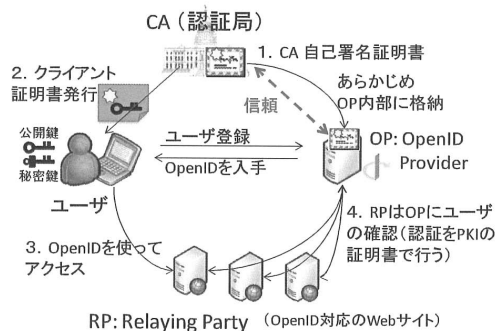 CA（認証局）
1. CA 自己署名証明書
2. クライアント
証明書発行
あらかじめ
OP内部に格納
信頼
公開鍵
秘密鍵
ユーザ登録
OpenIDを入手
OP: OpenID
Provider
ユーザ
3. OpenIDを使って
アクセス
4. RPはOPにユーザ
の確認（認証をPKIの
証明書で行う）
RP: Relaying Party （OpenID対応のWebサイト）